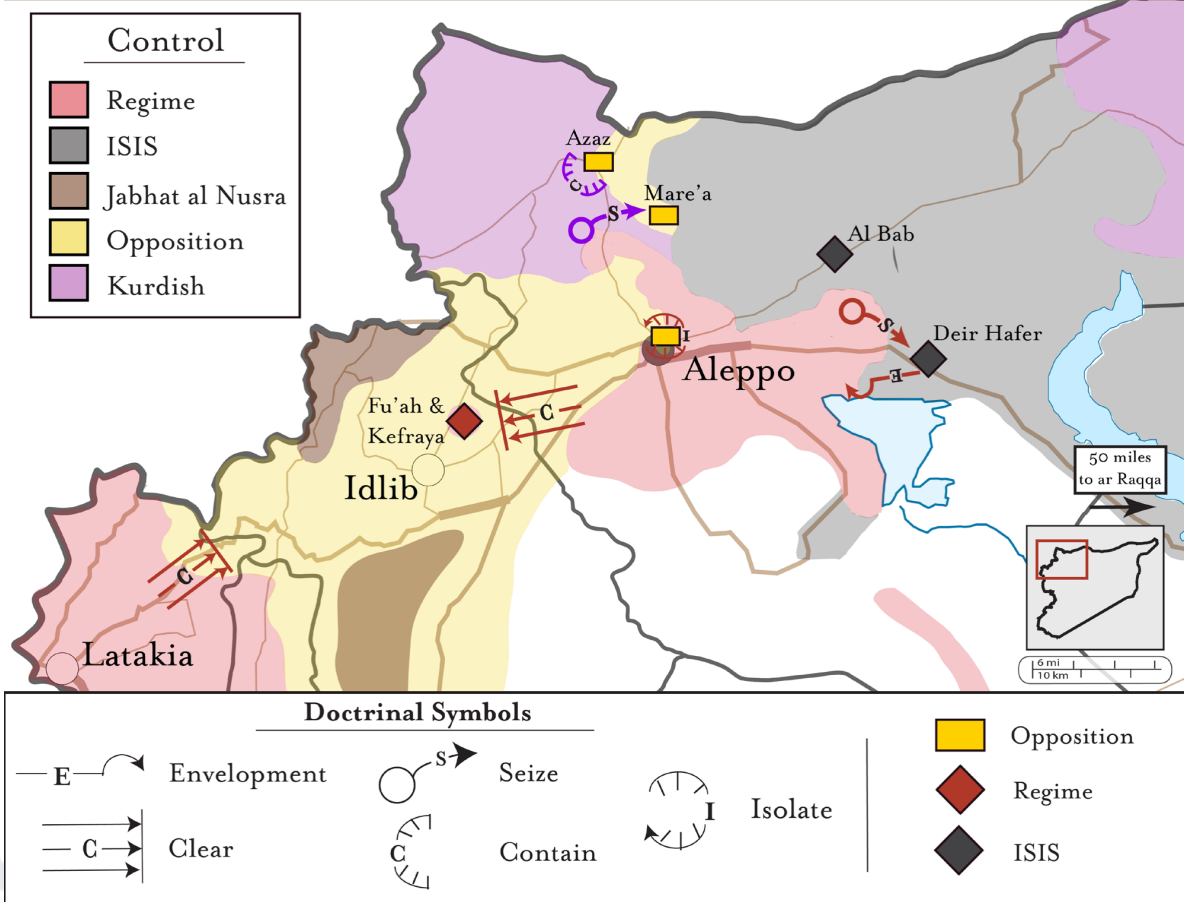 Control
Regime
ISIS
Jabhat al Nusra
Opposition
Kurdish
Azaz
C
Mare'a
S
Al Bab
S
Deir Hafer
E
I
Aleppo
Fu'ah &
Kefraya
C
Idlib
50 miles
to ar Raqqa
C
Latakia
6 mi
10 km
Doctrinal Symbols
E
Envelopment
S
Seize
C
Clear
C
Contain
I
Isolate
Opposition
Regime
ISIS